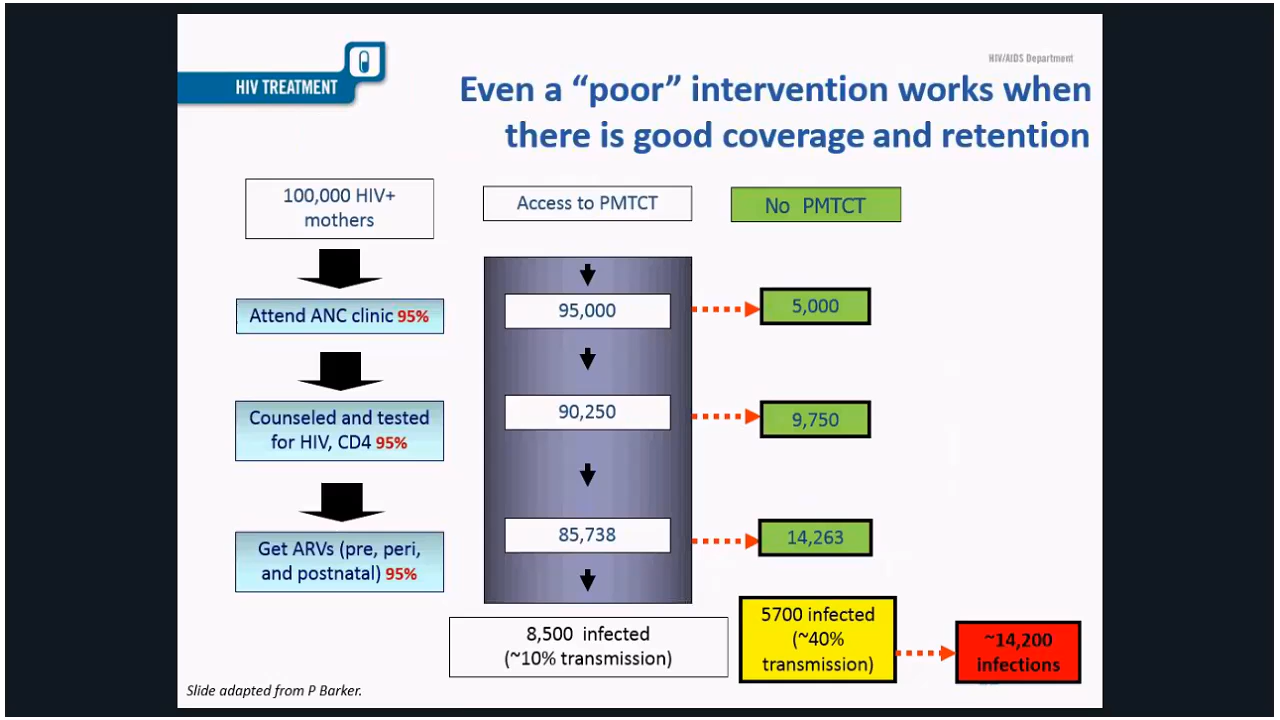 HIV TREATMENT
HIV/AIDS Department
Even a “poor” intervention works when
there is good coverage and retention
100,000 HIV+
mothers
Access to PMTCT
No PMTCT
Attend ANC clinic 95%
95,000
5,000
Counseled and tested
for HIV, CD4 95%
90,250
9,750
Get ARVs (pre, peri,
and postnatal) 95%
85,738
14,263
8,500 infected
(~10% transmission)
5700 infected
(~40%
transmission)
~14,200
infections
Slide adapted from P Barker.